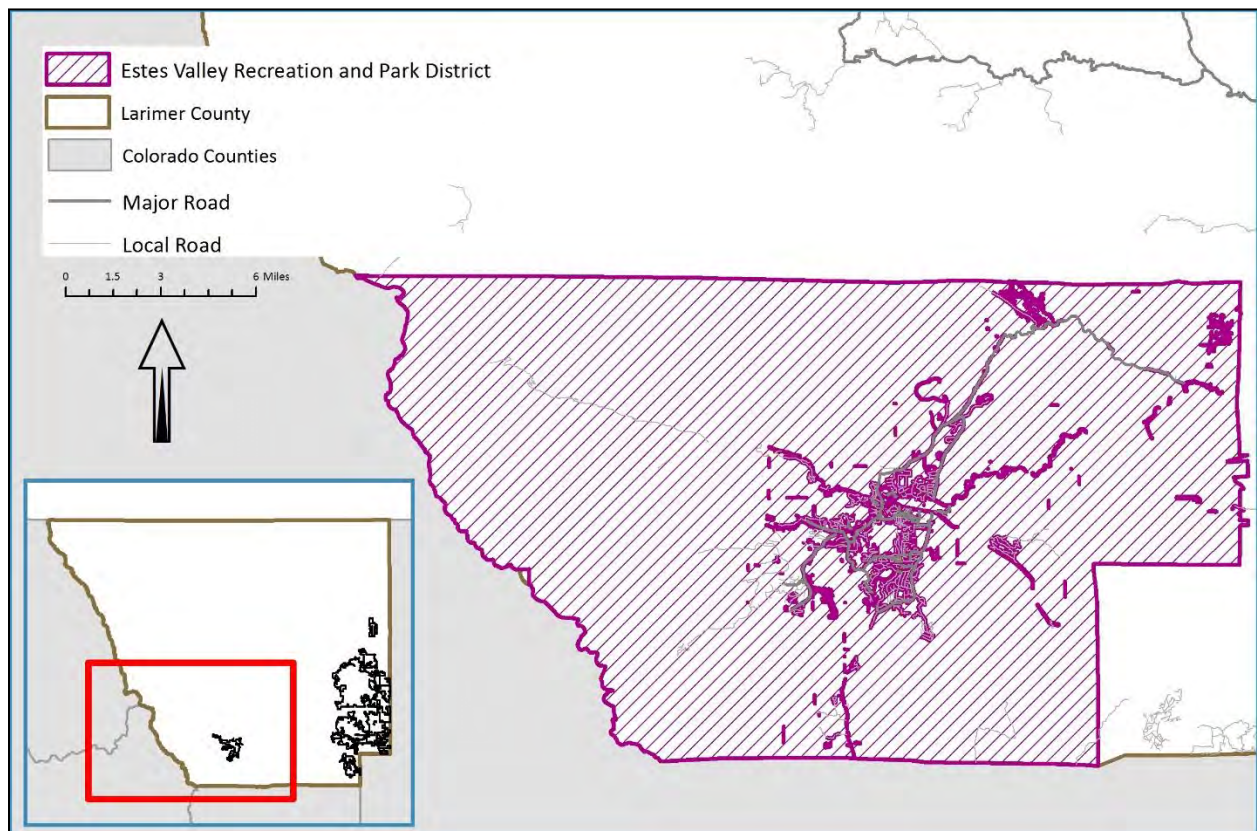 Estes Valley Recreation and Park District
Larimer County
Colorado Counties
Major Road
Local Road
0 1.5 3 6 Miles